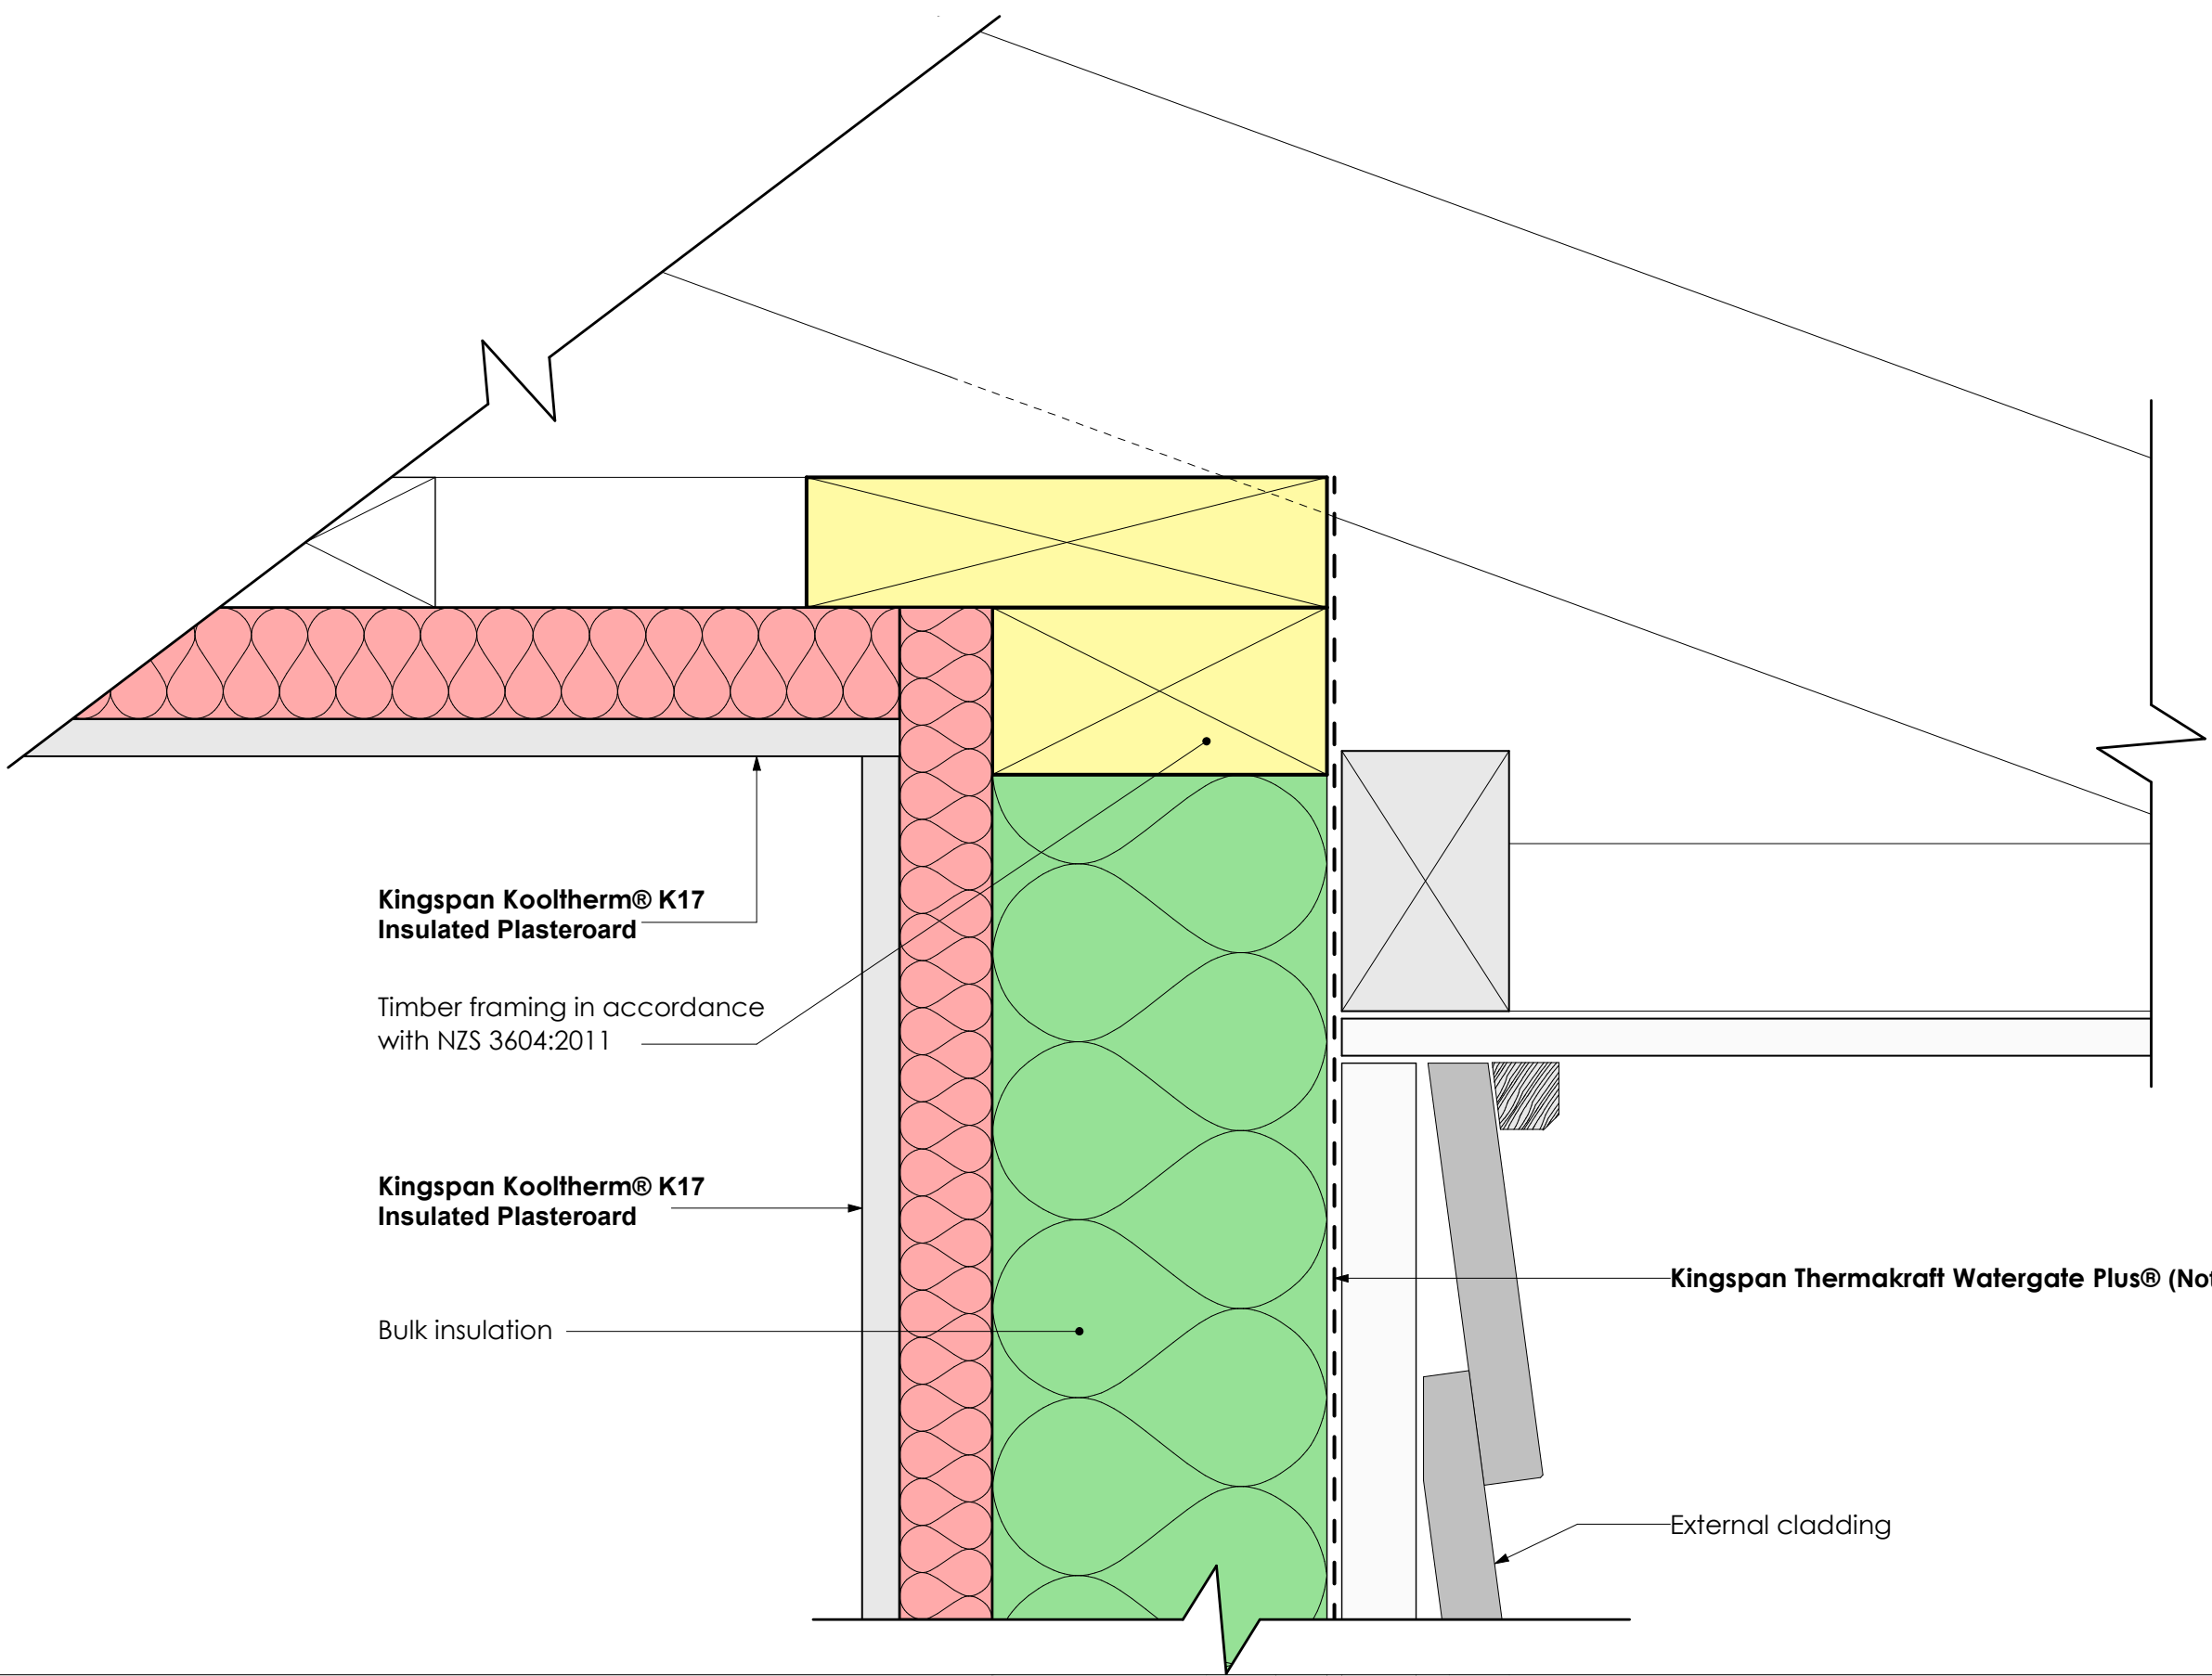 Kingspan Kooltherm® K17
Insulated Plasteroard
Timber framing in accordance
with NZS 3604:2011
Kingspan Kooltherm® K17
Insulated Plasteroard
Kingspan Thermakraft Watergate Plus® (Not
Bulk insulation
External cladding